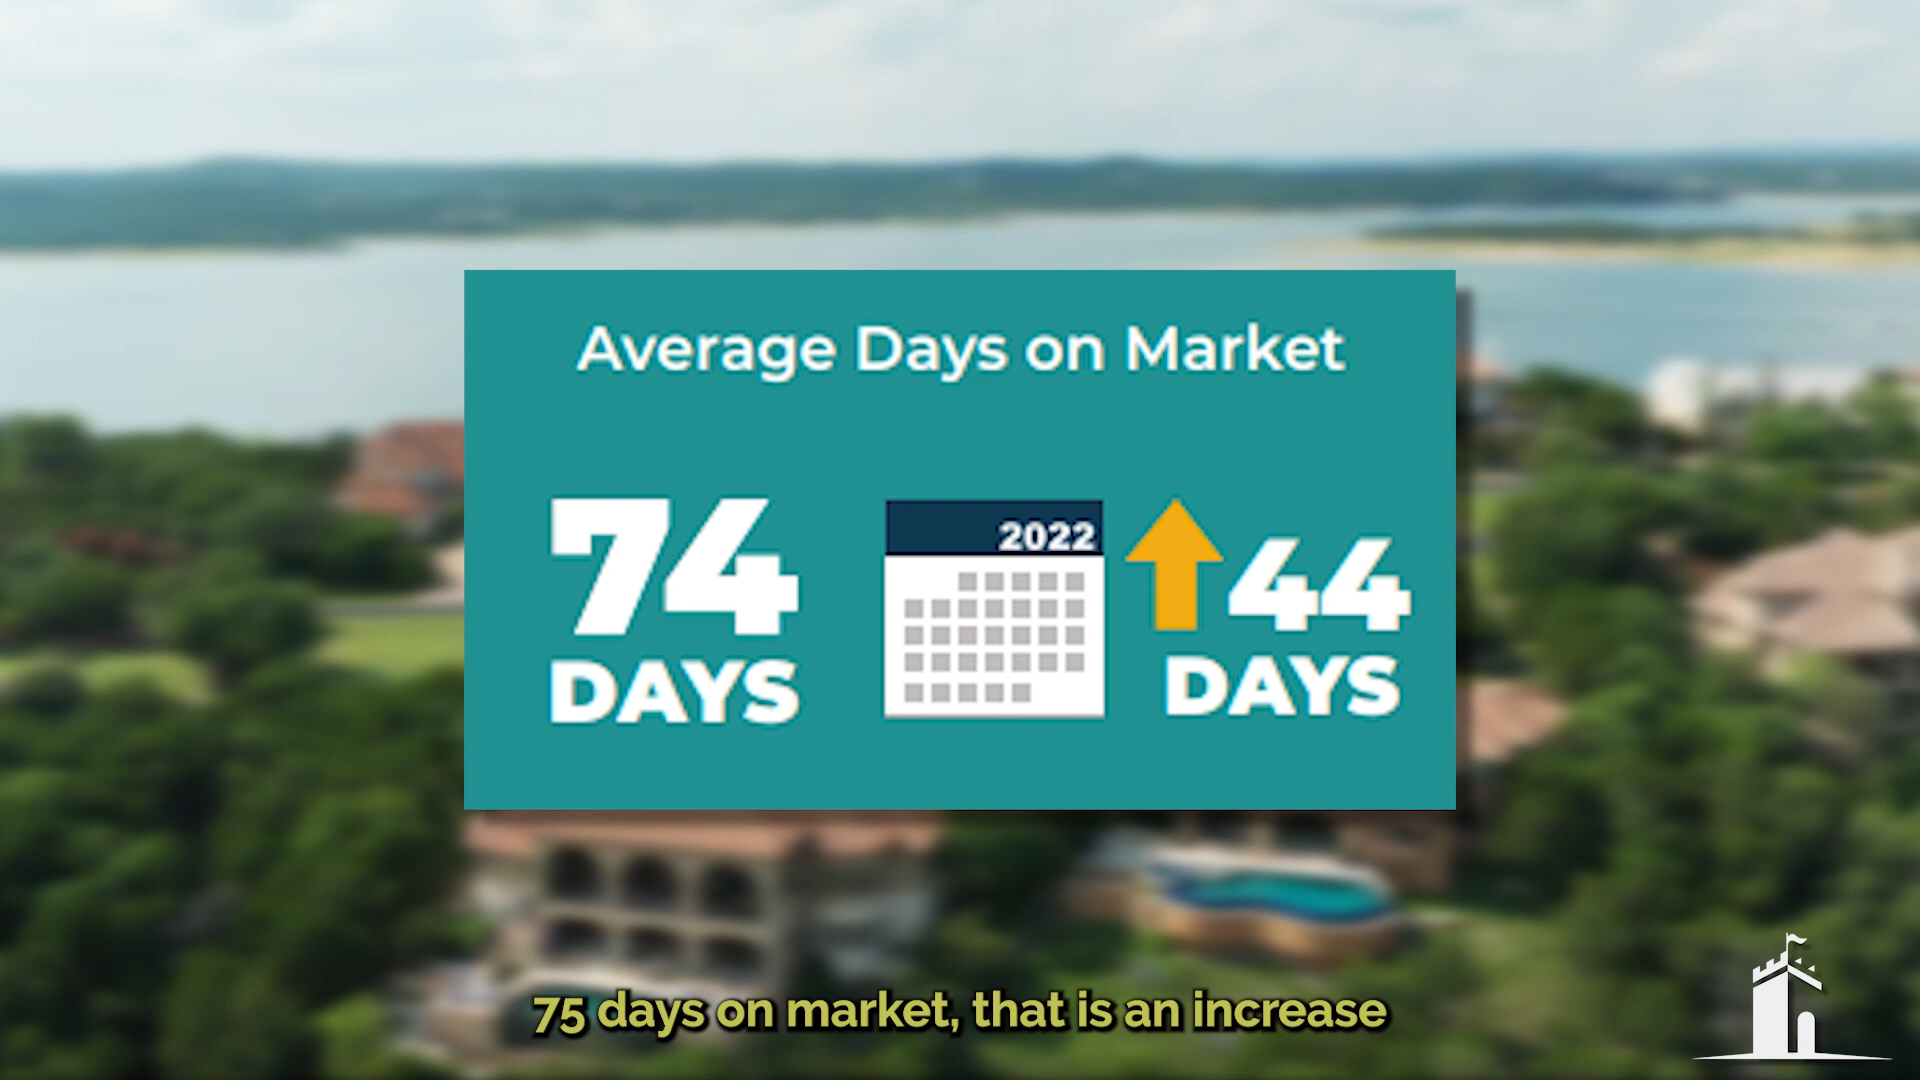 Average Days on Market
74
DAYS
2022
44
DAYS
75 days on market, that is an increase